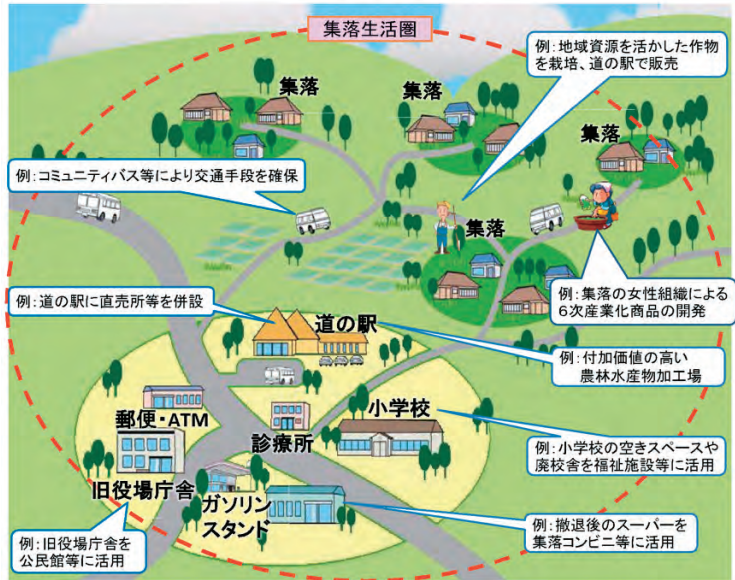 集落生活圏
例：地域資源を活かした作物
を栽培、道の駅で販売
集落
集落
集落
例：コミュニティバス等により交通手段を確保
集落
例：道の駅に直売所等を併設
道の駅
例：集落の女性組織による
6次産業化商品の開発
例：付加価値の高い
農林水産物加工場
郵便・ATM
診療所
小学校
例：小学校の空きスペースや
廃校舎を福祉施設等に活用
旧役場庁舎
ガソリン
スタンド
例：旧役場庁舎を
公民館等に活用
例：撤退後のスーパーを
集落コンビニ等に活用